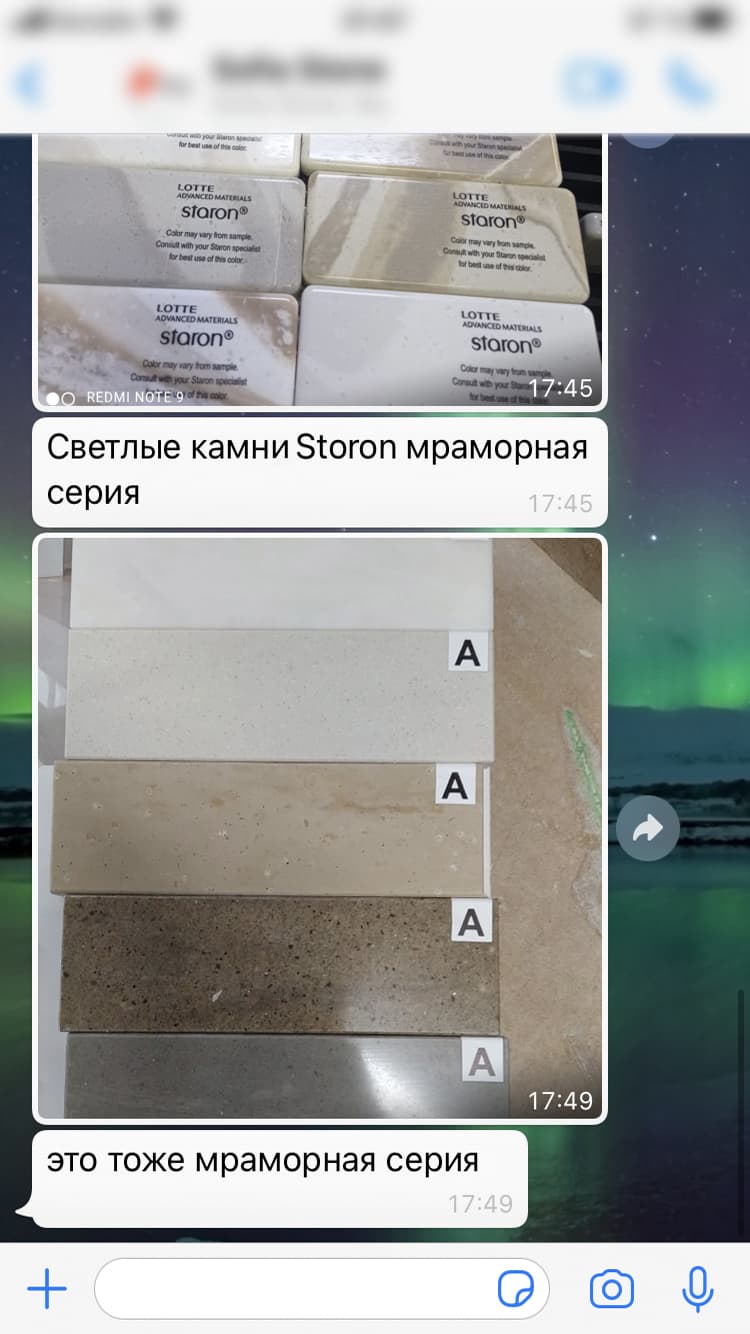 Consult with your Staron specialist
for best use of this color.
may vary from sample.
Consult with your Staron specialist
for best use of this color.
LOTTE
ADVANCED MATERIALS
staron®
Color may vary from sample.
Consult with your Staron specialist
for best use of this color.
LOTTE
ADVANCED MATERIALS
staron®
Color may vary from sample.
Consult with your Staron specialist
for best use of this color.
LOTTE
ADVANCED MATERIALS
staron®
Color may vary from sample.
Consult with your Staron specialist
of this color.
LOTTE
ADVANCED MATERIALS
staron®
Color may vary from sample.
Consult with your Staron
for best use of this
REDMI NOTE 9
17:45
Светлые камни Storon мраморная
серия
17:45
A
A
A
A
17:49
это тоже мраморная серия
17:49